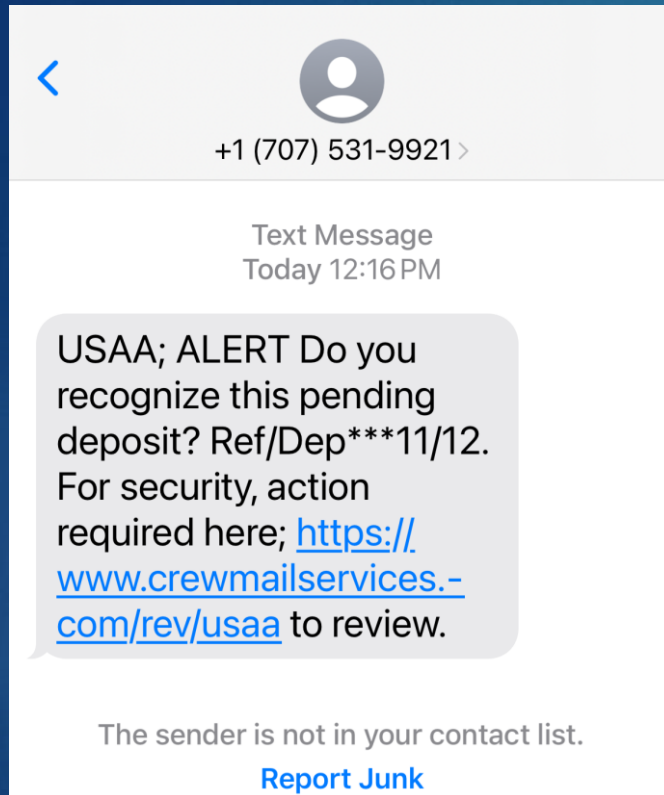 +1 (707) 531-9921 >
Text Message
Today 12:16 PM
USAA; ALERT Do you
recognize this pending
deposit? Ref/Dep***11/12.
For security, action
required here; https://
www.crewmailservices.-
com/rev/usaa to review.
The sender is not in your contact list.
Report Junk